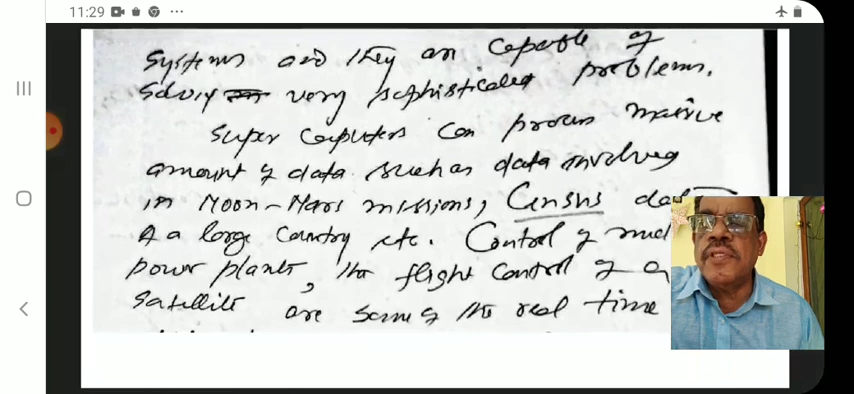 11:29
systems and they are capable of
solving very sophisticated problems.
Super computers can process massive
amount of data such as data involved
in Moon-Mars missions, Census data
of a large country etc. Control of
power plants, the flight control of a
satellite are some of the real time